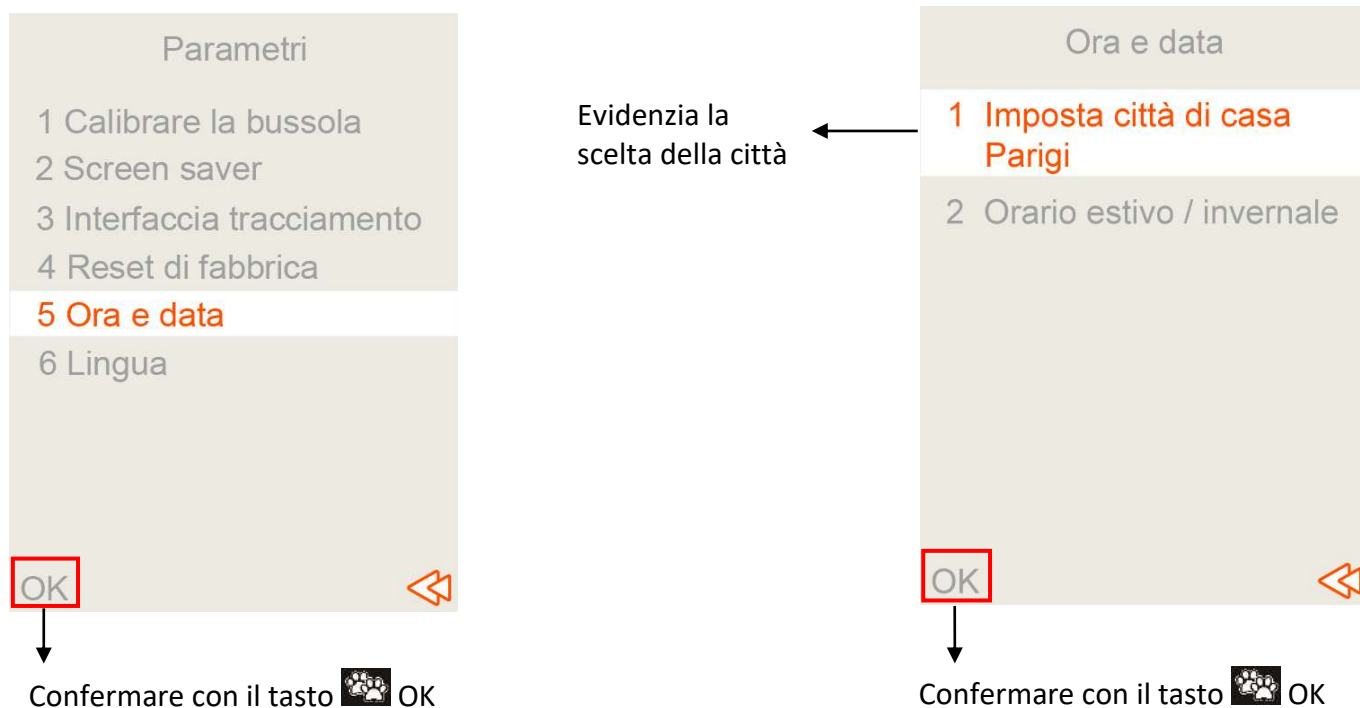 Parametri
1 Calibrare la bussola
2 Screen saver
3 Interfaccia tracciamento
4 Reset di fabbrica
5 Ora e data
6 Lingua
OK
Confermare con il tasto OK
Evidenzia la
scelta della città
Ora e data
1 Imposta città di casa
Parigi
2 Orario estivo / invernale
OK
Confermare con il tasto OK